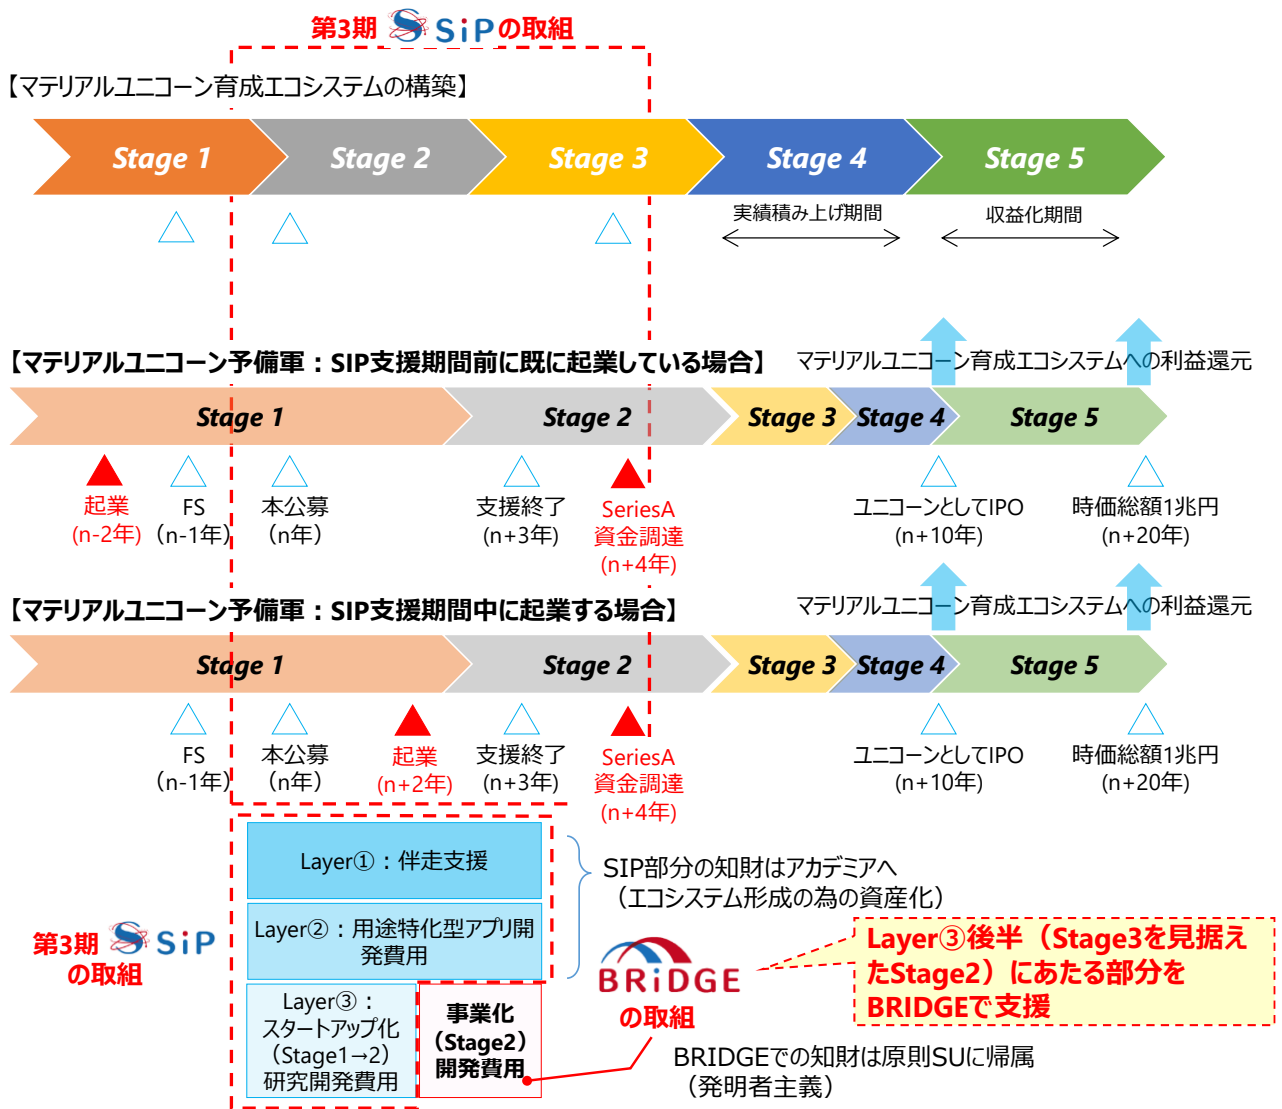 第3期 SiPの取組
【マテリアルユニコーン育成エコシステムの構築】
Stage 1
Stage 2
Stage 3
Stage 4
Stage 5
実績積み上げ期間
収益化期間
【マテリアルユニコーン予備軍：SIP支援期間前に既に起業している場合】
マテリアルユニコーン育成エコシステムへの利益還元
Stage 1
Stage 2
Stage 3
Stage 4
Stage 5
起業
(n-2年)
FS
(n-1年)
本公募
(n年)
支援終了
(n+3年)
SeriesA
資金調達
(n+4年)
ユニコーンとしてIPO
(n+10年)
時価総額1兆円
(n+20年)
【マテリアルユニコーン予備軍：SIP支援期間中に起業する場合】
マテリアルユニコーン育成エコシステムへの利益還元
Stage 1
Stage 2
Stage 3
Stage 4
Stage 5
FS
(n-1年)
本公募
(n年)
起業
(n+2年)
支援終了
(n+3年)
SeriesA
資金調達
(n+4年)
ユニコーンとしてIPO
(n+10年)
時価総額1兆円
(n+20年)
第3期 SiP
の取組
Layer①：伴走支援
Layer②：用途特化型アプリ開
発費用
Layer③：
スタートアップ化
（Stage1→2）
研究開発費用
事業化
（Stage2）
開発費用
SIP部分の知財はアカデミアへ
（エコシステム形成の為の資産化）
BRiDGE
の取組
Layer③後半（Stage3を見据え
たStage2）にあたる部分を
BRIDGEで支援
BRIDGEでの知財は原則SUに帰属
（発明者主義）